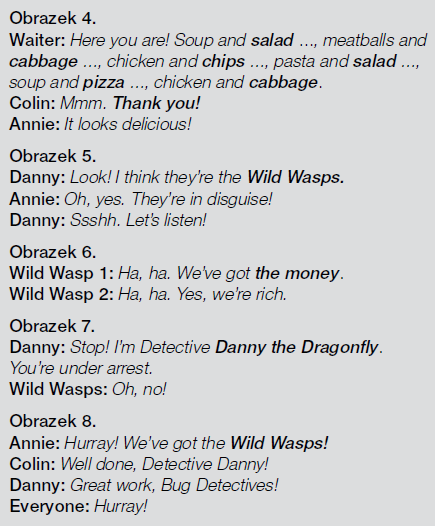 Obrazek 4.
Waiter: Here you are! Soup and salad ..., meatballs and
cabbage ..., chicken and chips ..., pasta and salad ...,
soup and pizza ..., chicken and cabbage.
Colin: Mmm. Thank you!
Annie: It looks delicious!
Obrazek 5.
Danny: Look! I think they're the Wild Wasps.
Annie: Oh, yes. They're in disguise!
Danny: Ssshh. Let's listen!
Obrazek 6.
Wild Wasp 1: Ha, ha. We've got the money.
Wild Wasp 2: Ha, ha. Yes, we're rich.
Obrazek 7.
Danny: Stop! I'm Detective Danny the Dragonfly.
You're under arrest.
Wild Wasps: Oh, no!
Obrazek 8.
Annie: Hurray! We've got the Wild Wasps!
Colin: Well done, Detective Danny!
Danny: Great work, Bug Detectives!
Everyone: Hurray!